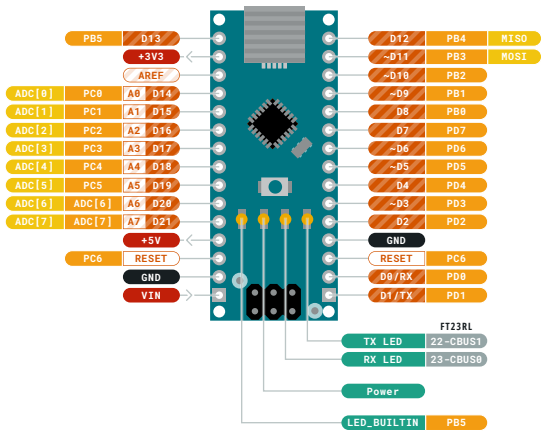 PB5 D13 D12 PB4 MISO
+3V3 ~D11 PB3 MOSI
AREF ~D10 PB2
ADC[0] PC0 A0 D14 ~D9 PB1
ADC[1] PC1 A1 D15 D8 PB0
ADC[2] PC2 A2 D16 D7 PD7
ADC[3] PC3 A3 D17 ~D6 PD6
ADC[4] PC4 A4 D18 ~D5 PD5
ADC[5] PC5 A5 D19 D4 PD4
ADC[6] ADC[6] A6 D20 ~D3 PD3
ADC[7] ADC[7] A7 D21 D2 PD2
+5V GND
PC6 RESET RESET PC6
GND D0/RX PD0
VIN D1/TX PD1
FT23RL
TX LED 22-CBUS1
RX LED 23-CBUS0
Power
LED_BUILTIN PB5